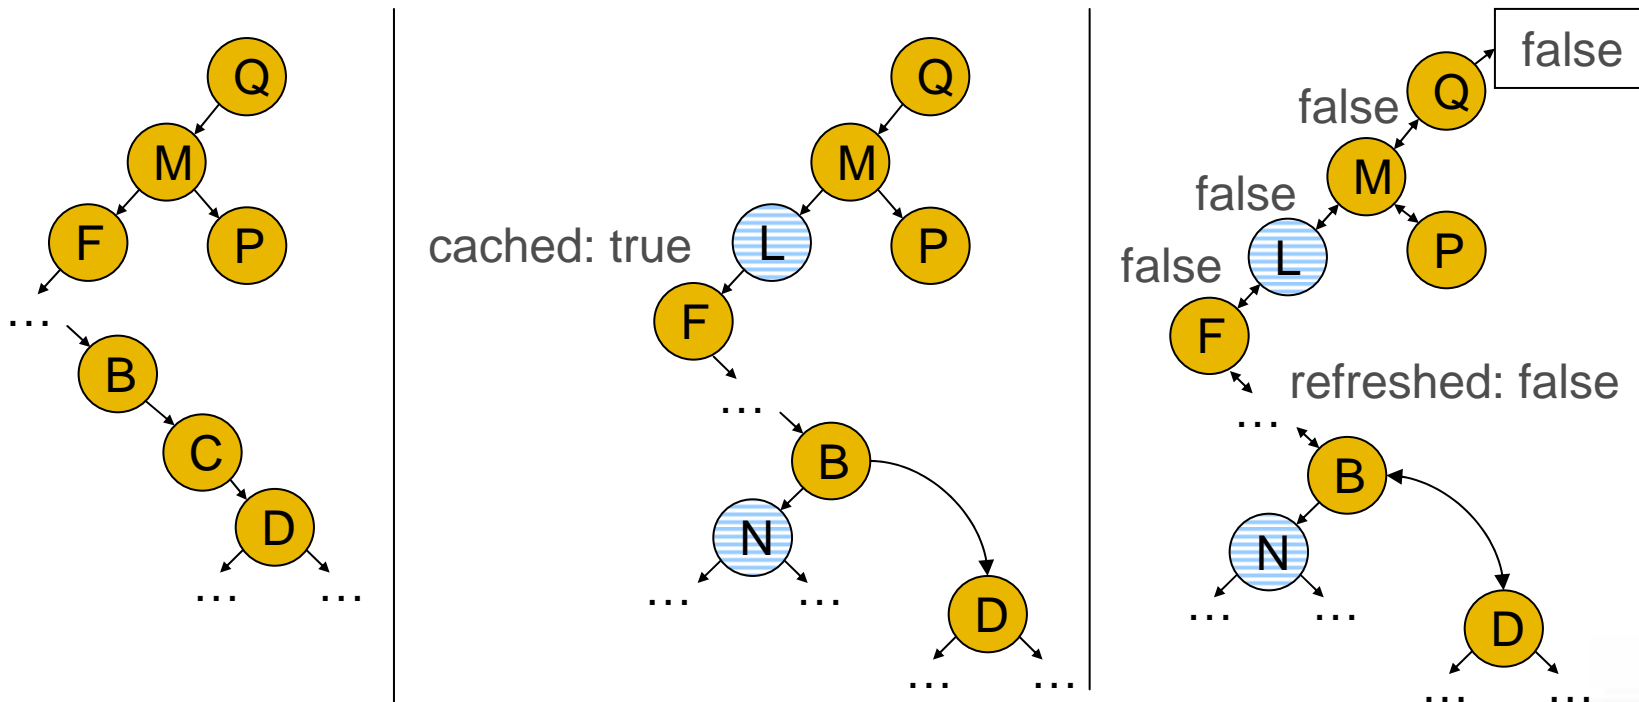 Q
M
F
P
...
B
C
D
...
...
Q
M
cached: true
L
P
F
...
B
N
...
...
D
...
...
false
Q
false
M
false
P
false
L
F
refreshed: false
...
B
N
...
...
D
...
...